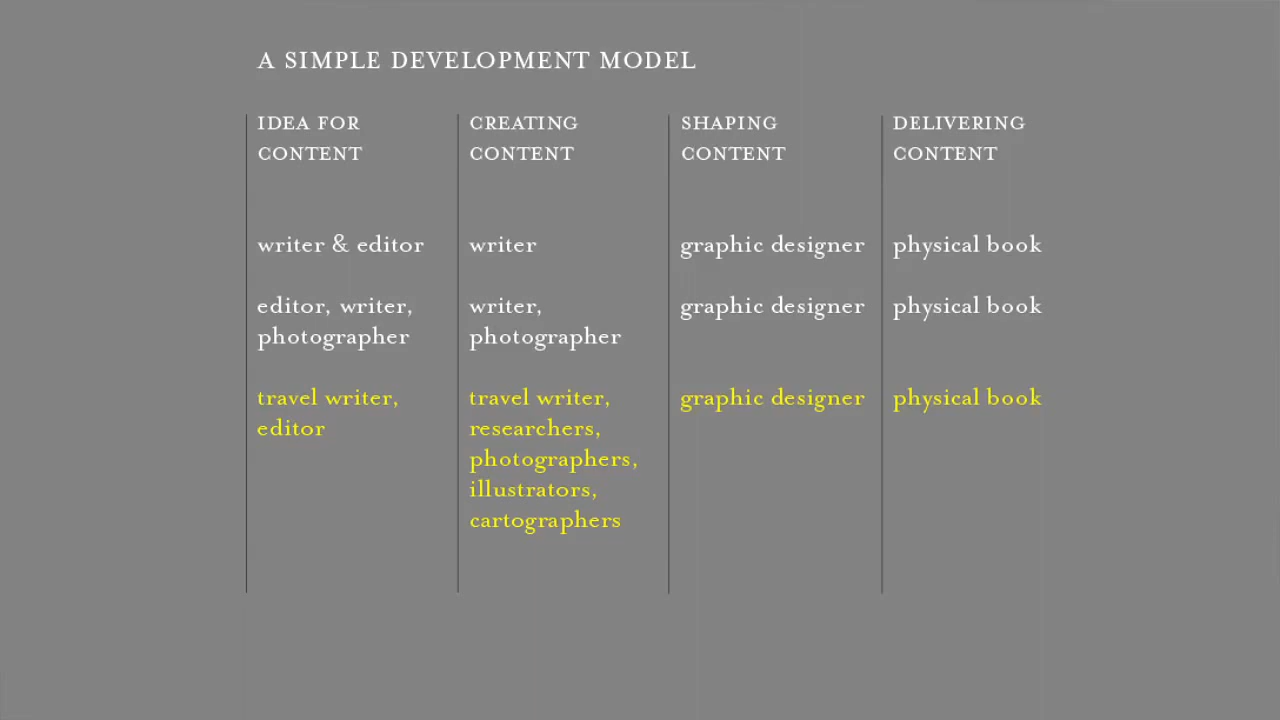 A SIMPLE DEVELOPMENT MODEL
IDEA FOR
CONTENT
CREATING
CONTENT
SHAPING
CONTENT
DELIVERING
CONTENT
writer & editor
writer
graphic designer
physical book
editor, writer,
photographer
writer,
photographer
graphic designer
physical book
travel writer,
editor
travel writer,
researchers,
photographers,
illustrators,
cartographers
graphic designer
physical book